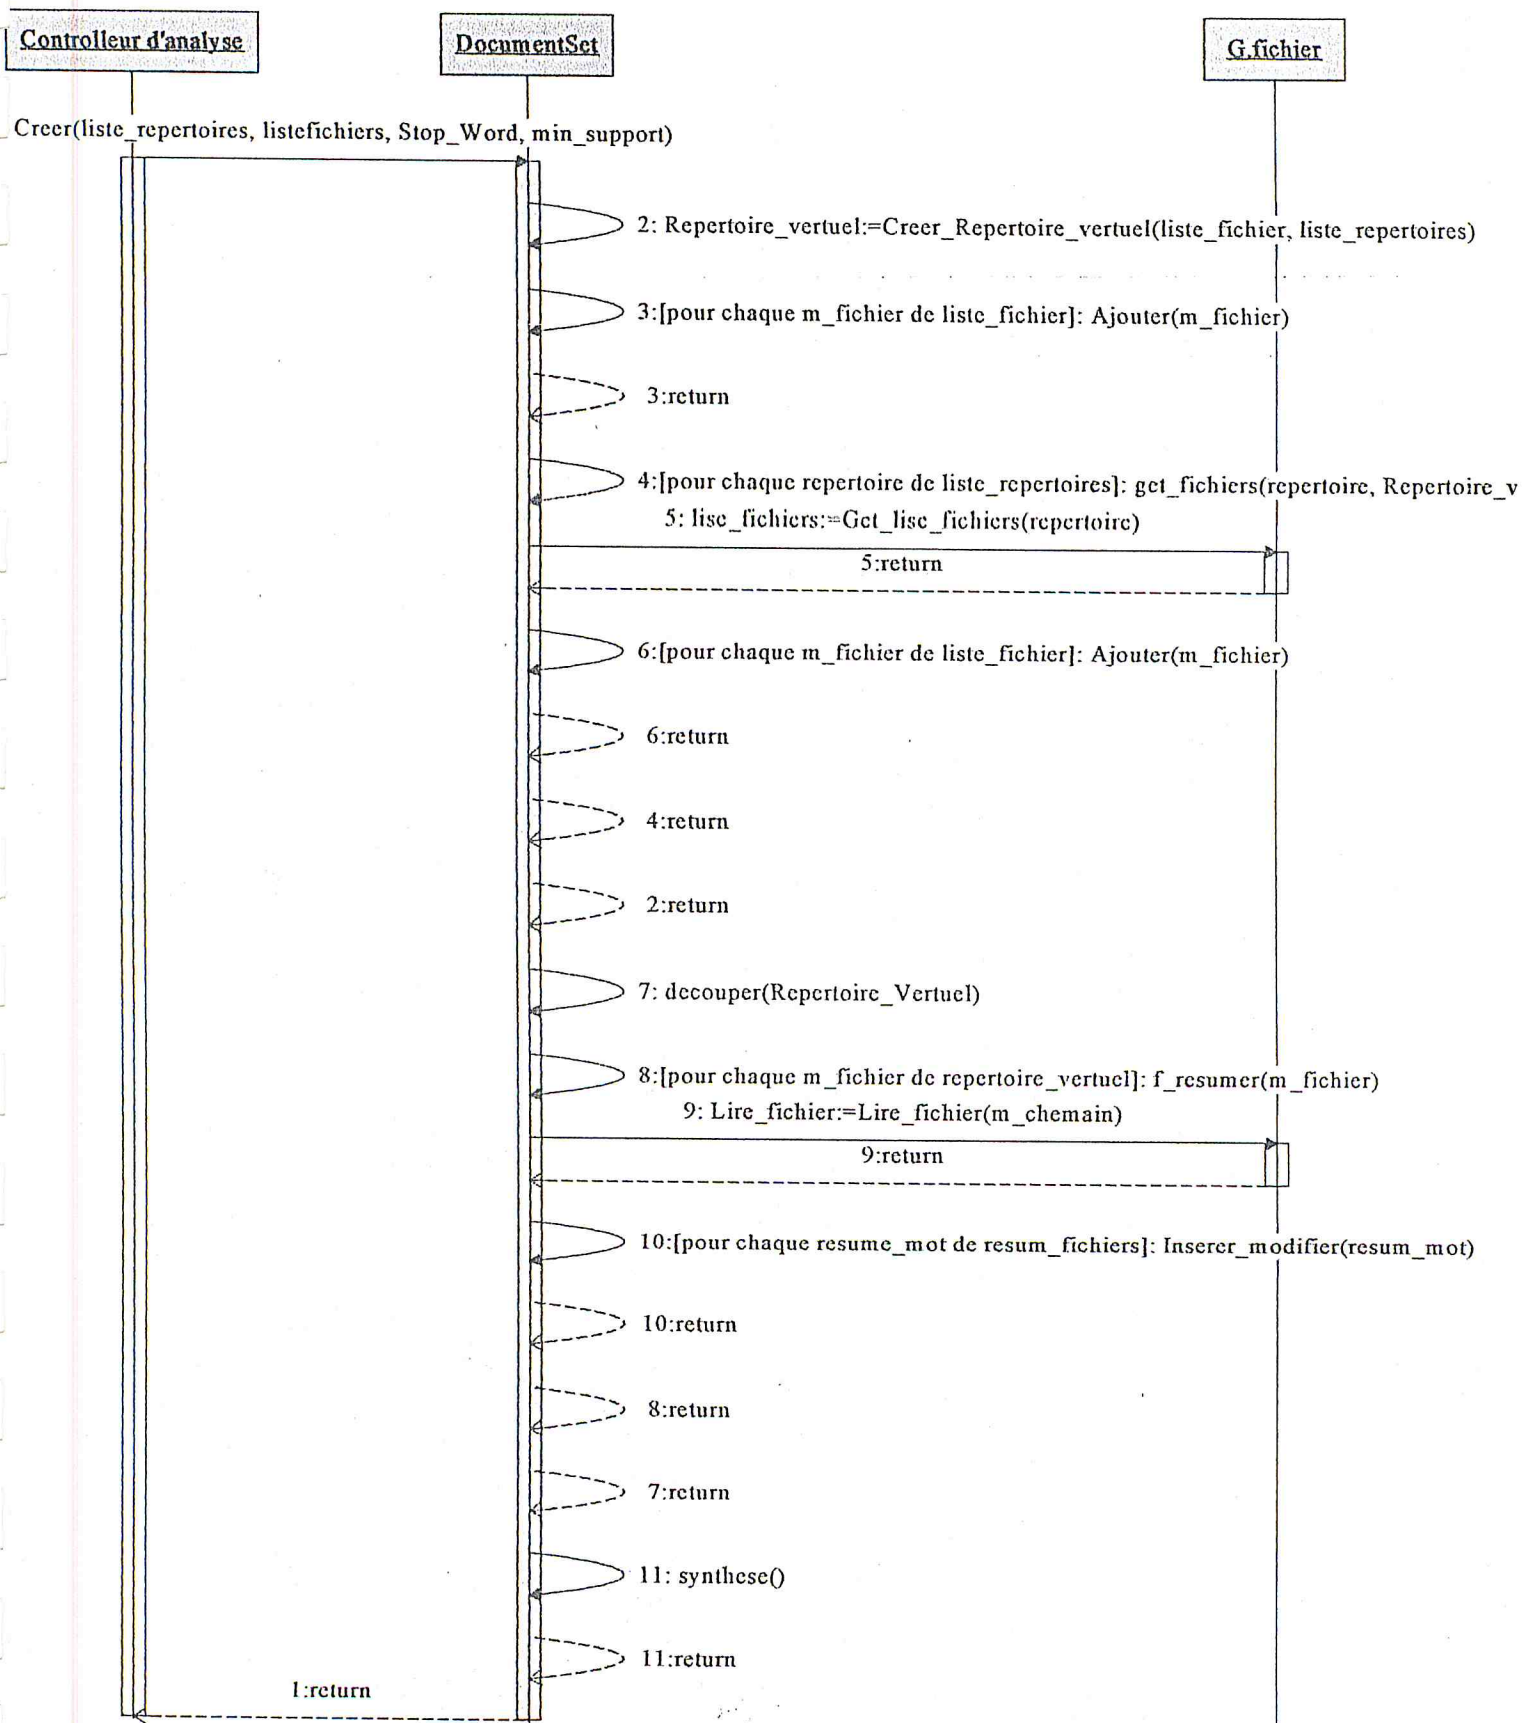 Controlleur d'analyse
DocumentSet
G.fichier
Creer(liste_repertoires, listefichiers, Stop_Word, min_support)
2: Repertoire_vertuel:=Creer_Repertoire_vertuel(liste_fichier, liste_repertoires)
3:[pour chaque m_fichier de liste_fichier]: Ajouter(m_fichier)
3:return
4:[pour chaque repertoire de liste_repertoires]: get_fichiers(repertoire, Repertoire_v
5: lise_fichiers:=Get_lise_fichiers(repertoire)
5:return
6:[pour chaque m_fichier de liste_fichier]: Ajouter(m_fichier)
6:return
4:return
2:return
7: decouper(Repertoire_Vertuel)
8:[pour chaque m_fichier de repertoire_vertuel]: f_resumer(m_fichier)
9: Lire_fichier:=Lire_fichier(m_chemain)
9:return
10:[pour chaque resume_mot de resum_fichiers]: Inserer_modifier(resum_mot)
10:return
8:return
7:return
11: synthese()
11:return
1:return